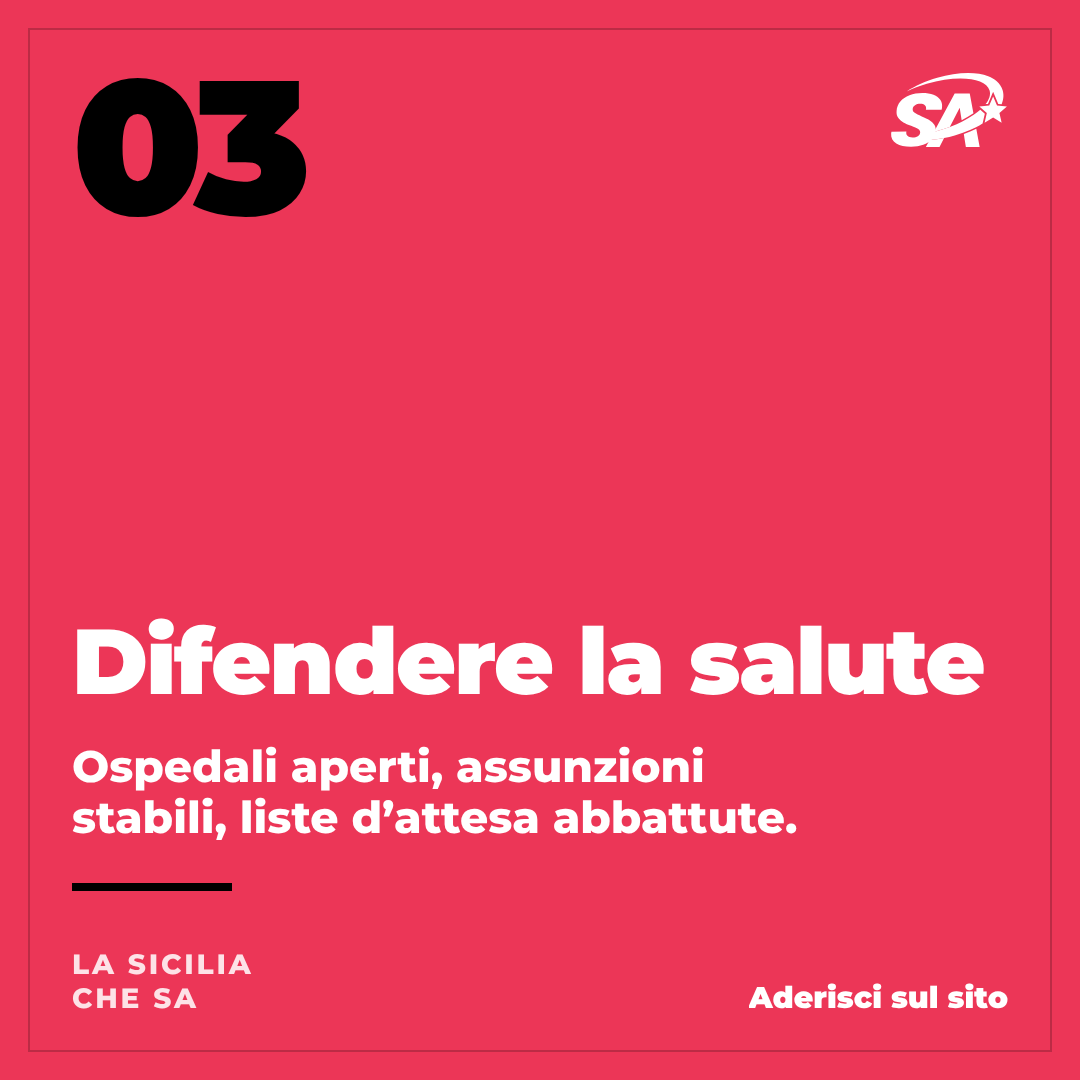 03
SA
Difendere la salute
Ospedali aperti, assunzioni
stabili, liste d’attesa abbattute.
LA SICILIA
CHE SA
Aderisci sul sito